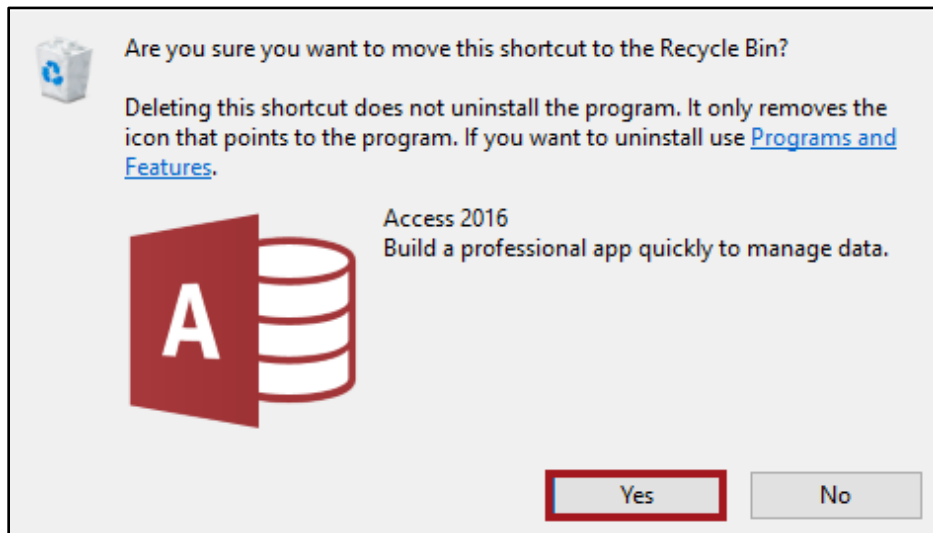 Are you sure you want to move this shortcut to the Recycle Bin?
Deleting this shortcut does not uninstall the program. It only removes the
icon that points to the program. If you want to uninstall use Programs and
Features.
Access 2016
Build a professional app quickly to manage data.
A
Yes
No